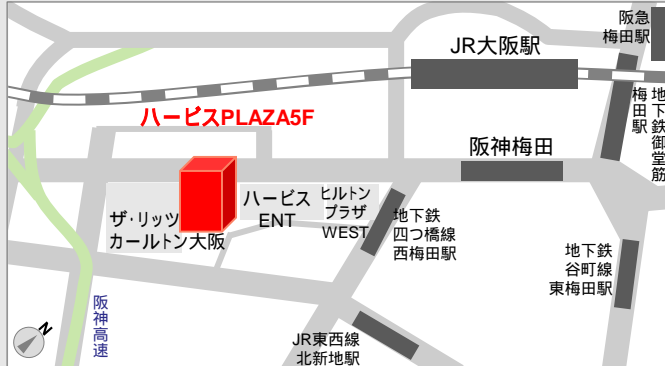 阪急
梅田駅
JR大阪駅
ハービスPLAZA5F
地下鉄御堂筋
梅田駅
阪神梅田
ザ・リッツ
カールトン大阪
ハービス
ENT
ヒルトン
プラザ
WEST
地下鉄
四つ橋線
西梅田駅
地下鉄
谷町線
東梅田駅
阪神高速
N
JR東西線
北新地駅